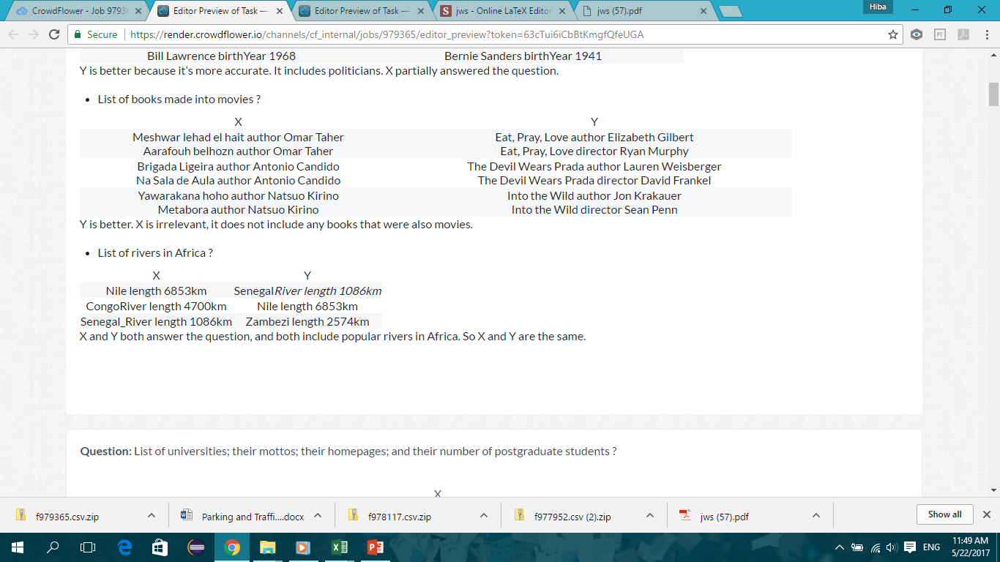 CrowdFlower - Job 9793
Editor Preview of Task —
Editor Preview of Task —
jws - Online LaTeX Editor
jws (57).pdf
Hiba
Secure
https://render.crowdflower.io/channels/cf_internal/jobs/979365/editor_preview?token=63cTui6iCbBtKmgfQfeUGA
Bill Lawrence birthYear 1968 Bernie Sanders birthYear 1941
Y is better because it's more accurate. It includes politicians. X partially answered the question.
• List of books made into movies ?
X Y
Meshwar lehad el hait author Omar Taher Eat, Pray, Love author Elizabeth Gilbert
Aarafouh belhozn author Omar Taher Eat, Pray, Love director Ryan Murphy
Brigada Ligeira author Antonio Candido The Devil Wears Prada author Lauren Weisberger
Na Sala de Aula author Antonio Candido The Devil Wears Prada director David Frankel
Yawarakana hoho author Natsuo Kirino Into the Wild author Jon Krakauer
Metabora author Natsuo Kirino Into the Wild director Sean Penn
Y is better. X is irrelevant, it does not include any books that were also movies.
• List of rivers in Africa ?
X Y
Nile length 6853km SenegalRiver length 1086km
CongoRiver length 4700km Nile length 6853km
Senegal_River length 1086km Zambezi length 2574km
X and Y both answer the question, and both include popular rivers in Africa. So X and Y are the same.
Question: List of universities; their mottos; their homepages; and their number of postgraduate students ?
X
f979365.csv.zip
Parking and Traffi....docx
f978117.csv.zip
f977952.csv (2).zip
jws (57).pdf
Show all
ENG
11:49 AM
5/22/2017